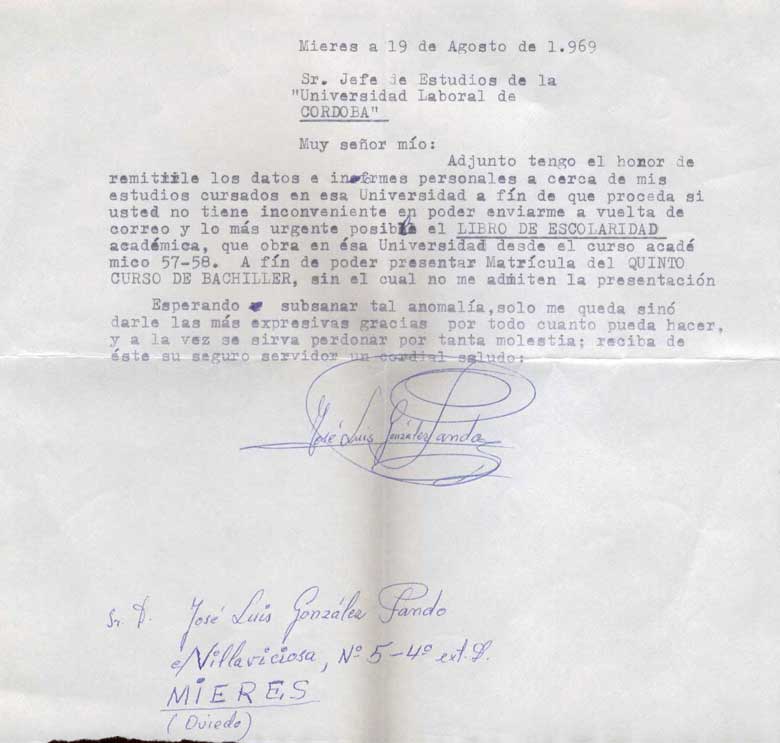 Mieres a 19 de Agosto de 1.969
Sr. Jefe de Estudios de la
"Universidad Laboral de
CORDOBA"
Muy señor mío:
Adjunto tengo el honor de
remitirle los datos e informes personales a cerca de mis
estudios cursados en esa Universidad a fín de que proceda si
usted no tiene inconveniente en poder enviarme a vuelta de
correo y lo más urgente posible el LIBRO DE ESCOLARIDAD
académica, que obra en ésa Universidad desde el curso acadé
mico 57-58. A fín de poder presentar Matrícula del QUINTO
CURSO DE BACHILLER, sin el cual no me admiten la presentación
Esperando subsanar tal anomalía,solo me queda sinó
darle las más expresivas gracias por todo cuanto pueda hacer,
y a la vez se sirva perdonar por tanta molestia; reciba de
éste su seguro servidor un cordial saludo:
José Luis González Fando
Sr. D. José Luis González Fando
c/Villaviciosa, Nº 5-4º ext. D.
MIERES
(Oviedo)